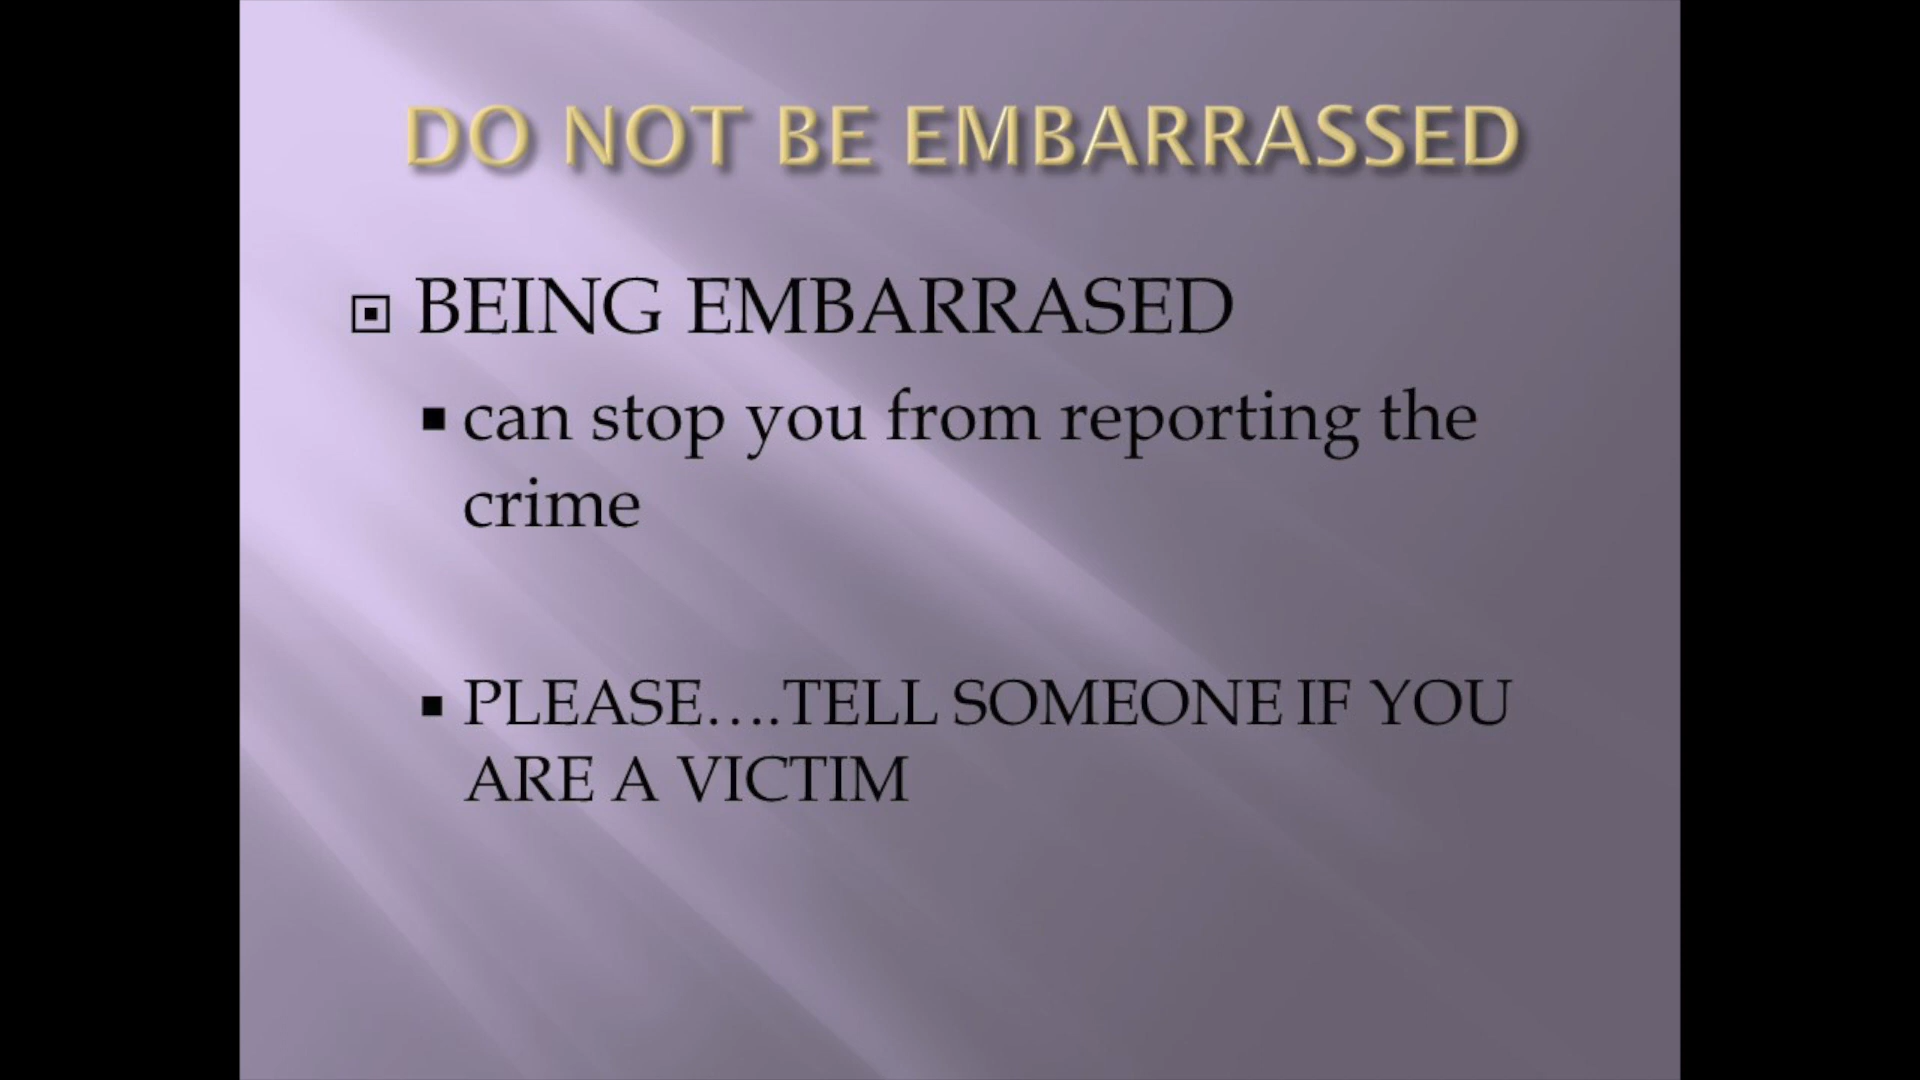 DO NOT BE EMBARRASSED
BEING EMBARRASED
can stop you from reporting the
crime
PLEASE....TELL SOMEONE IF YOU
ARE A VICTIM